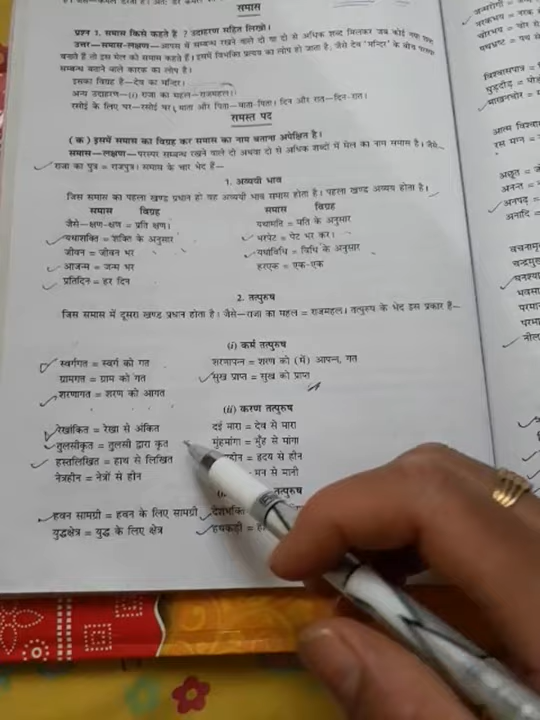 समास
प्रश्न 1. समास किसे कहते हैं ? उदाहरण सहित लिखो।
उत्तर—समास-लक्षण—आपस में सम्बन्ध रखने वाले दो या दो से अधिक शब्द मिलकर जब कोई नया
बनाते हैं तो इस मेल को समास कहते हैं। इसमें विभक्ति प्रत्यय का लोप हो जाता है, जैसे देव 'मन्दिर' के बीच
सम्बन्ध बताने वाले कारक का लोप है।
इसका विग्रह है—देव का मन्दिर।
अन्य उदाहरण—(i) राजा का महल—राजमहल।
रसोई के लिए घर—रसोई घर, माता और पिता—माता-पिता। दिन और रात—दिन-रात।
समस्त पद
(क) इसमें समास का विग्रह कर समास का नाम बताना अपेक्षित है।
समास-लक्षण—परस्पर सम्बन्ध रखने वाले दो अथवा दो से अधिक शब्दों में मेल का नाम समास है। जैसे—
राजा का पुत्र = राजपुत्र। समास के चार भेद हैं—
1. अव्ययी भाव
जिस समास का पहला खण्ड प्रधान हो वह अव्ययी भाव समास होता है। पहला खण्ड अव्यय होता है।
समास विग्रह समास विग्रह
जैसे—क्षण-क्षण = प्रति क्षण। यथामति = मति के अनुसार
यथाशक्ति = शक्ति के अनुसार भरपेट = पेट भर कर।
जीवन = जीवन भर यथाविधि = विधि के अनुसार
आजन्म = जन्म भर हरएक = एक-एक
प्रतिदिन = हर दिन
2. तत्पुरुष
जिस समास में दूसरा खण्ड प्रधान होता है। जैसे—राजा का महल = राजमहल। तत्पुरुष के भेद इस प्रकार हैं—
(i) कर्म तत्पुरुष
स्वर्गगत = स्वर्ग को गत शरणापन्न = शरण को (में) आपन्न, गत
ग्रामगत = ग्राम को गत सुख प्राप्त = सुख को प्राप्त
शरणागत = शरण को आगत
(ii) करण तत्पुरुष
रेखांकित = रेखा से अंकित दई मारा = देव से मारा
तुलसीकृत = तुलसी द्वारा कृत मुंहमांगा = मुँह से मांगा
हस्तलिखित = हाथ से लिखित हीन = हृदय से हीन
नेत्रहीन = नेत्रों से हीन मन से मानी
तत्पुरुष
हवन सामग्री = हवन के लिए सामग्री देशभक्ति
युद्धक्षेत्र = युद्ध के लिए क्षेत्र हथकड़ी =